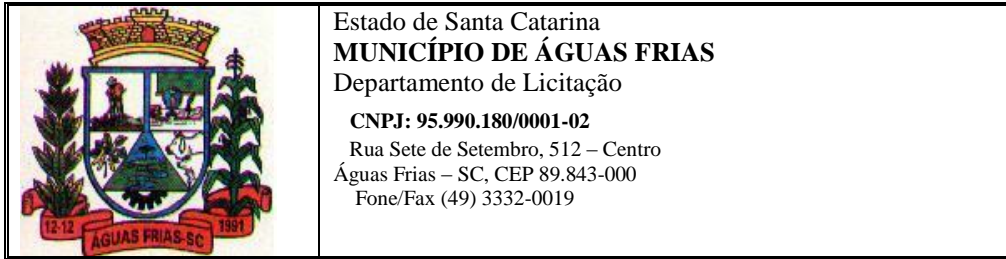 Estado de Santa Catarina
MUNICÍPIO DE ÁGUAS FRIAS
Departamento de Licitação
CNPJ: 95.990.180/0001-02
Rua Sete de Setembro, 512 – Centro
Águas Frias – SC, CEP 89.843-000
Fone/Fax (49) 3332-0019
12-12
ÁGUAS FRIAS-SC
1991